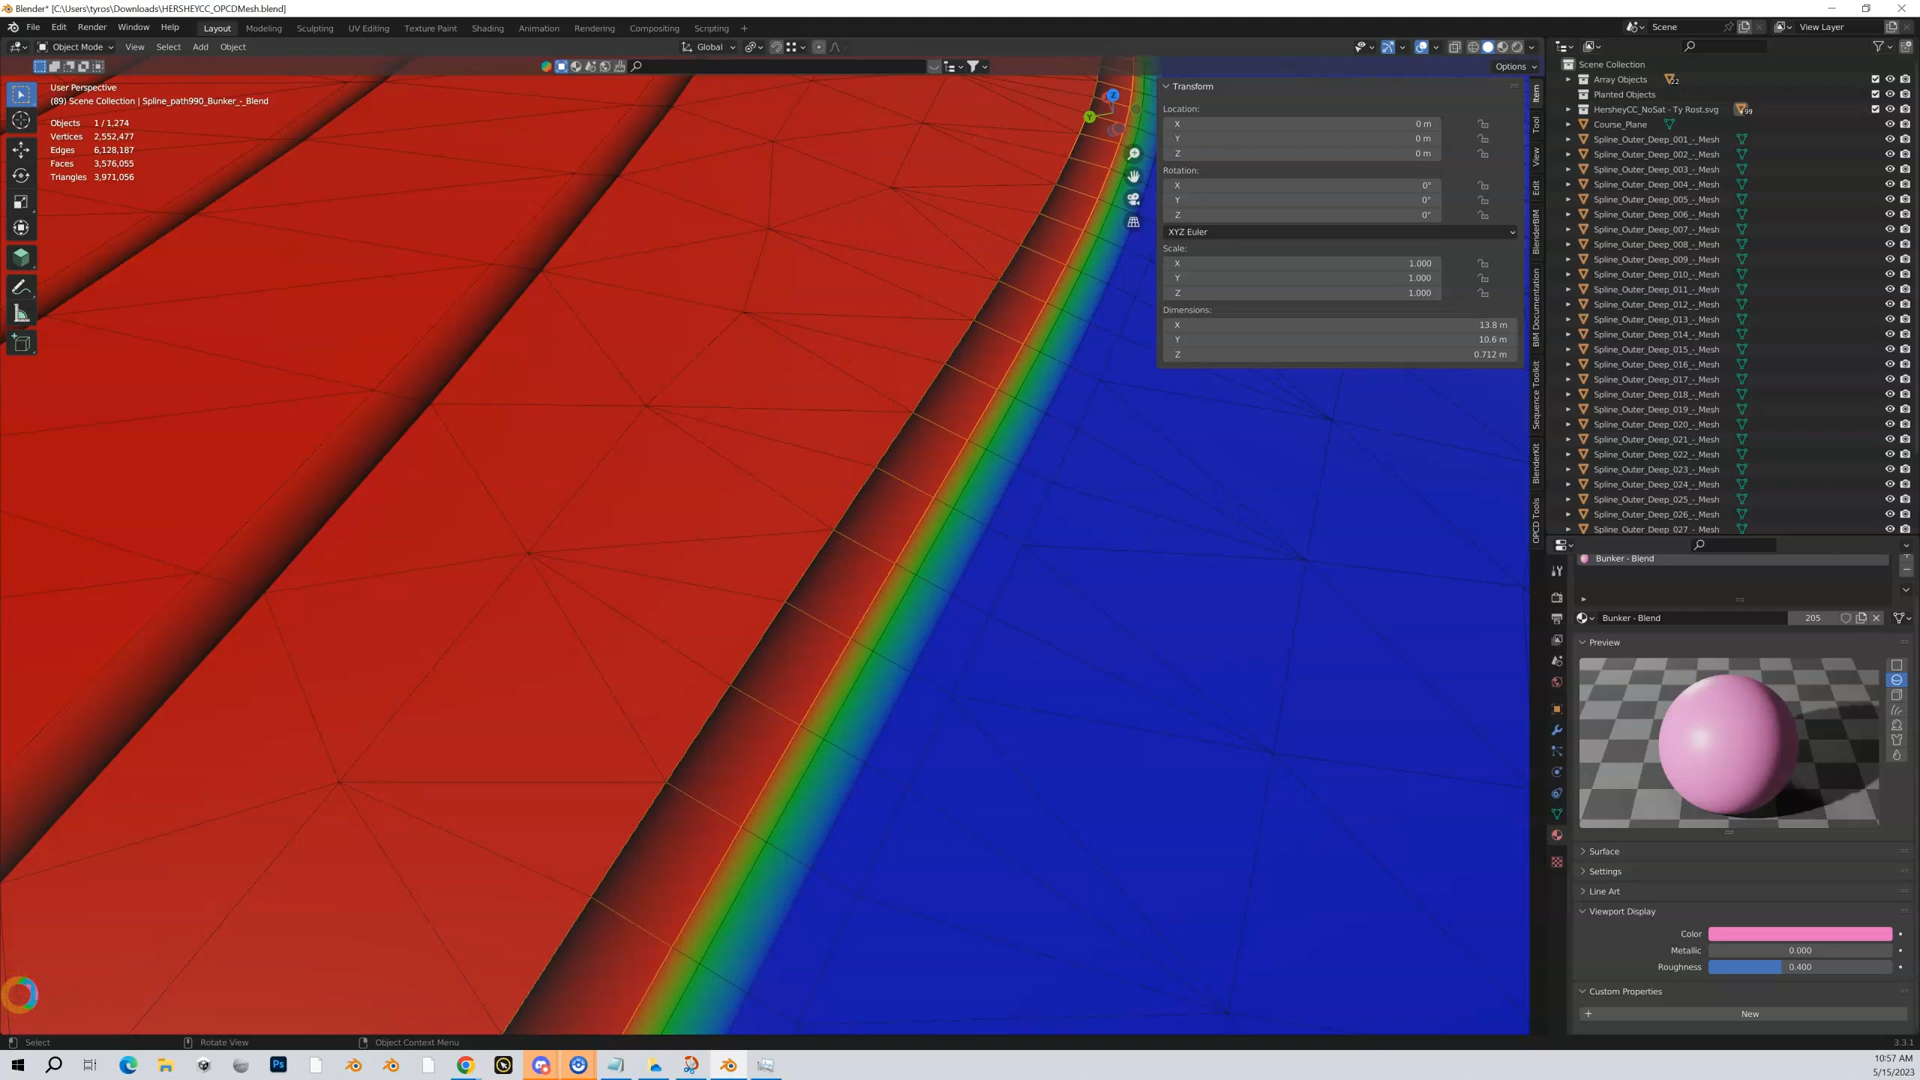 Blender* [C:\Users\tyros\Downloads\HERSHEYCC_OPCDMesh.blend]
File Edit Render Window Help Layout Modeling Sculpting UV Editing Texture Paint Shading Animation Rendering Compositing Scripting + Scene View Layer
Object Mode View Select Add Object Global
Options
User Perspective
(89) Scene Collection | Spline_path990_Bunker_-_Blend
Objects 1 / 1,274
Vertices 2,552,477
Edges 6,128,187
Faces 3,576,055
Triangles 3,971,056
Z
Y
Transform
Location:
X 0 m
Y 0 m
Z 0 m
Rotation:
X 0°
Y 0°
Z 0°
XYZ Euler
Scale:
X 1.000
Y 1.000
Z 1.000
Dimensions:
X 13.8 m
Y 10.6 m
Z 0.712 m
Item
Tool
View
Edit
BlenderBIM
BIM Documentation
Sequence Toolkit
BlenderKit
OPCD Tools
Scene Collection
Array Objects 22
Planted Objects
HersheyCC_NoSat - Ty Rost.svg 99
Course_Plane
Spline_Outer_Deep_001_-_Mesh
Spline_Outer_Deep_002_-_Mesh
Spline_Outer_Deep_003_-_Mesh
Spline_Outer_Deep_004_-_Mesh
Spline_Outer_Deep_005_-_Mesh
Spline_Outer_Deep_006_-_Mesh
Spline_Outer_Deep_007_-_Mesh
Spline_Outer_Deep_008_-_Mesh
Spline_Outer_Deep_009_-_Mesh
Spline_Outer_Deep_010_-_Mesh
Spline_Outer_Deep_011_-_Mesh
Spline_Outer_Deep_012_-_Mesh
Spline_Outer_Deep_013_-_Mesh
Spline_Outer_Deep_014_-_Mesh
Spline_Outer_Deep_015_-_Mesh
Spline_Outer_Deep_016_-_Mesh
Spline_Outer_Deep_017_-_Mesh
Spline_Outer_Deep_018_-_Mesh
Spline_Outer_Deep_019_-_Mesh
Spline_Outer_Deep_020_-_Mesh
Spline_Outer_Deep_021_-_Mesh
Spline_Outer_Deep_022_-_Mesh
Spline_Outer_Deep_023_-_Mesh
Spline_Outer_Deep_024_-_Mesh
Spline_Outer_Deep_025_-_Mesh
Spline_Outer_Deep_026_-_Mesh
Spline_Outer_Deep_027_-_Mesh
Bunker - Blend
Bunker - Blend 205
Preview
Surface
Settings
Line Art
Viewport Display
Color
Metallic 0.000
Roughness 0.400
Custom Properties
+ New
Select Rotate View Object Context Menu 3.3.1
Ps
10:57 AM
5/15/2023